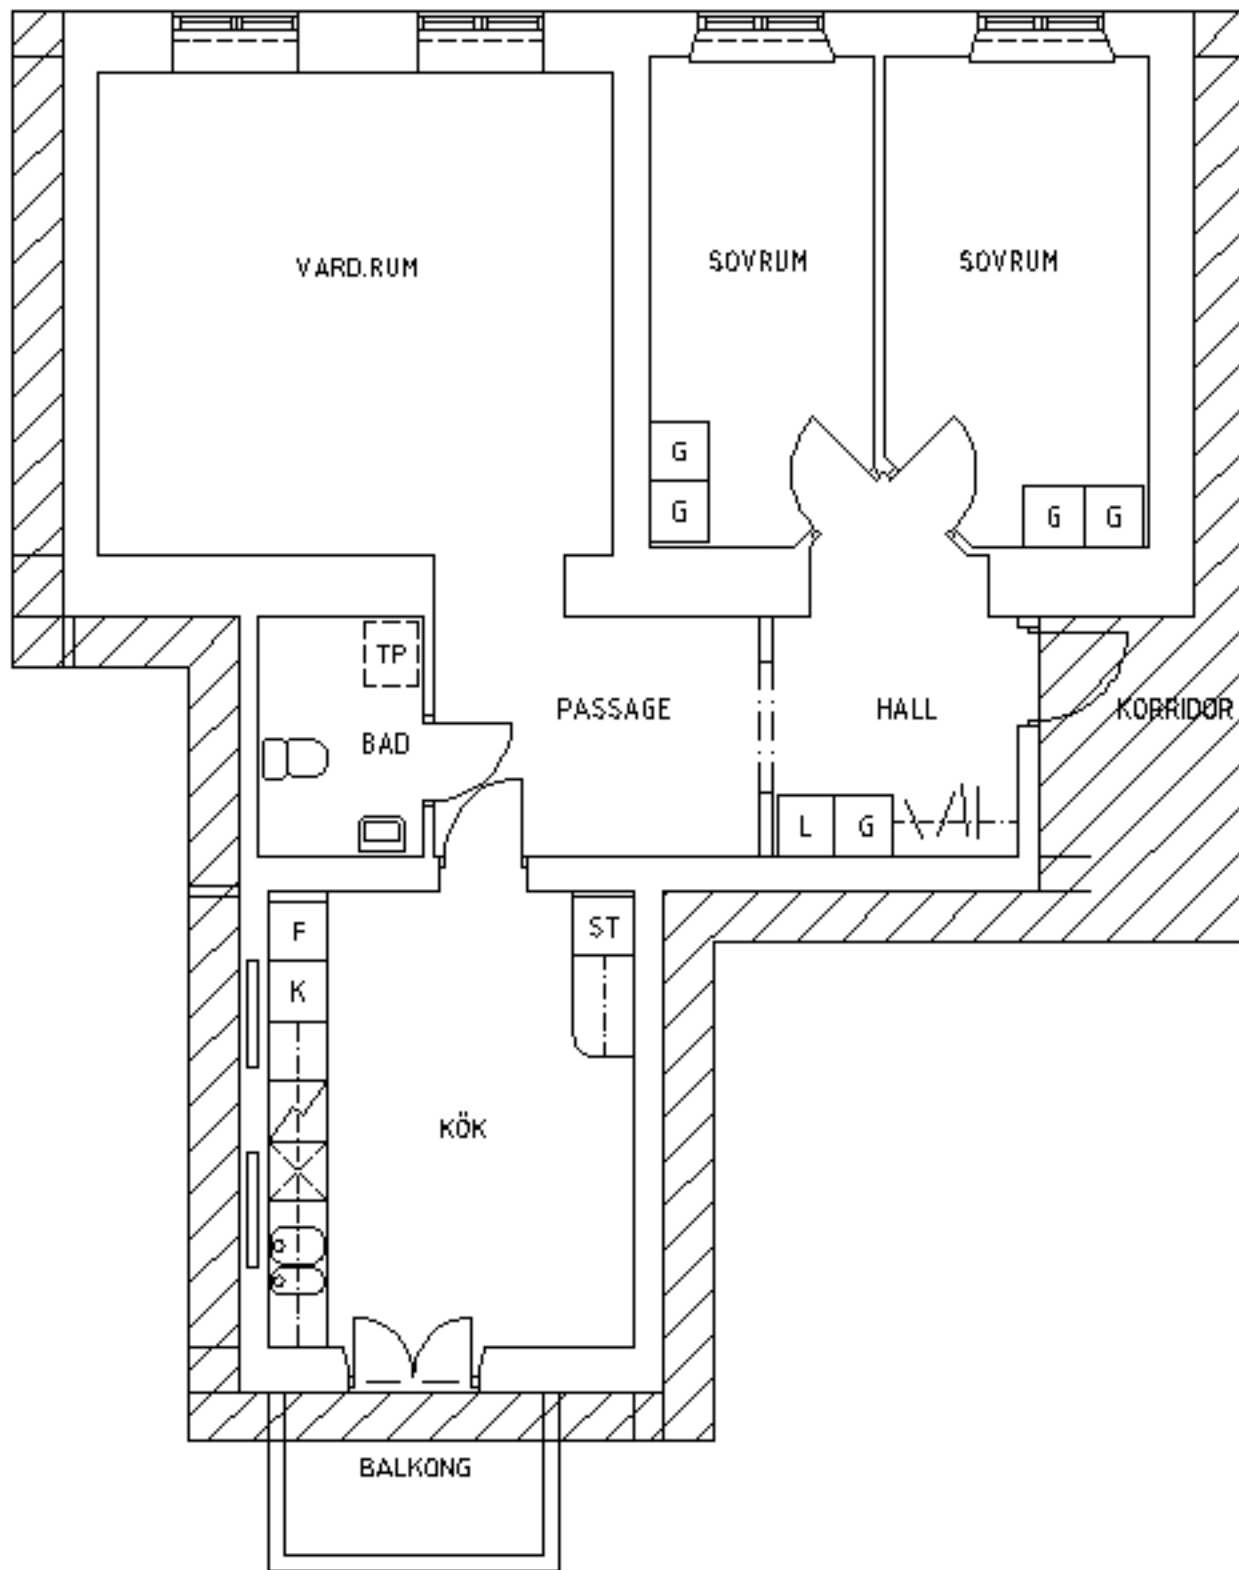 VARD.RUM
SOVRUM
SOVRUM
G
G
G
G
TP
BAD
PASSAGE
HALL
KORRIDOR
L
G
F
K
ST
KÖK
BALKONG